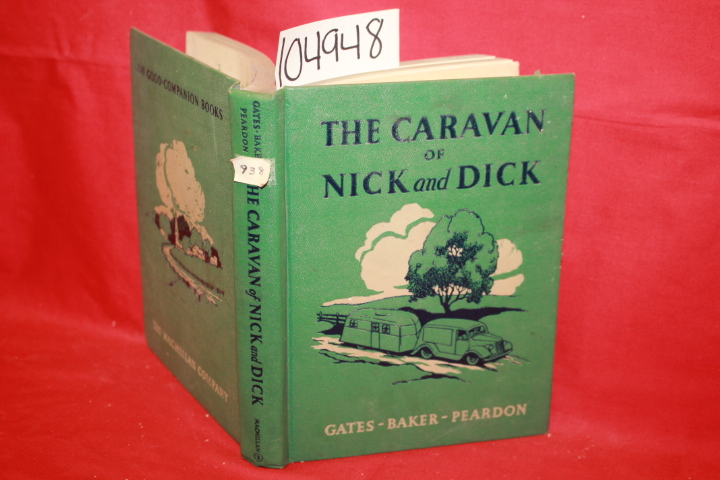 104948
THE GOOD-COMPANION BOOKS
THE MACMILLAN COMPANY
GATES-BAKER-
PEARDON
938
THE CARAVAN of NICK and DICK
MACMILLAN
THE CARAVAN
OF
NICK and DICK
GATES-BAKER-PEARDON